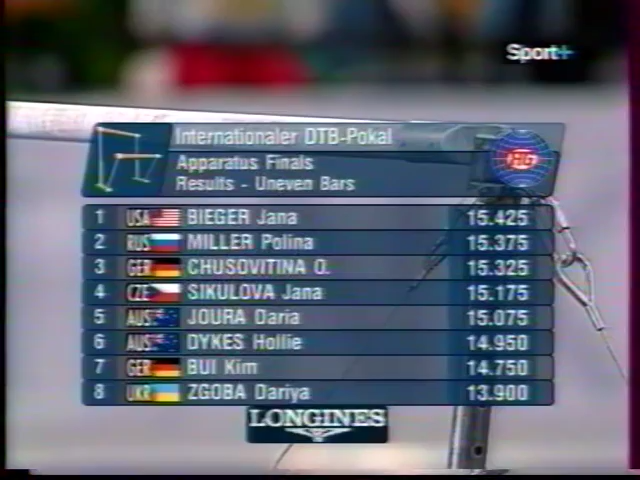 Sport+
Internationaler DTB-Pokal
Apparatus Finals
Results - Uneven Bars
1 USA BIEGER Jana 15.425
2 RUS MILLER Polina 15.375
3 GER CHUSOVITINA O. 15.325
4 CZE SIKULOVA Jana 15.175
5 AUS JOURA Daria 15.075
6 AUS DYKES Hollie 14.950
7 GER BUI Kim 14.750
8 UKR ZGOBA Dariya 13.900
LONGINES